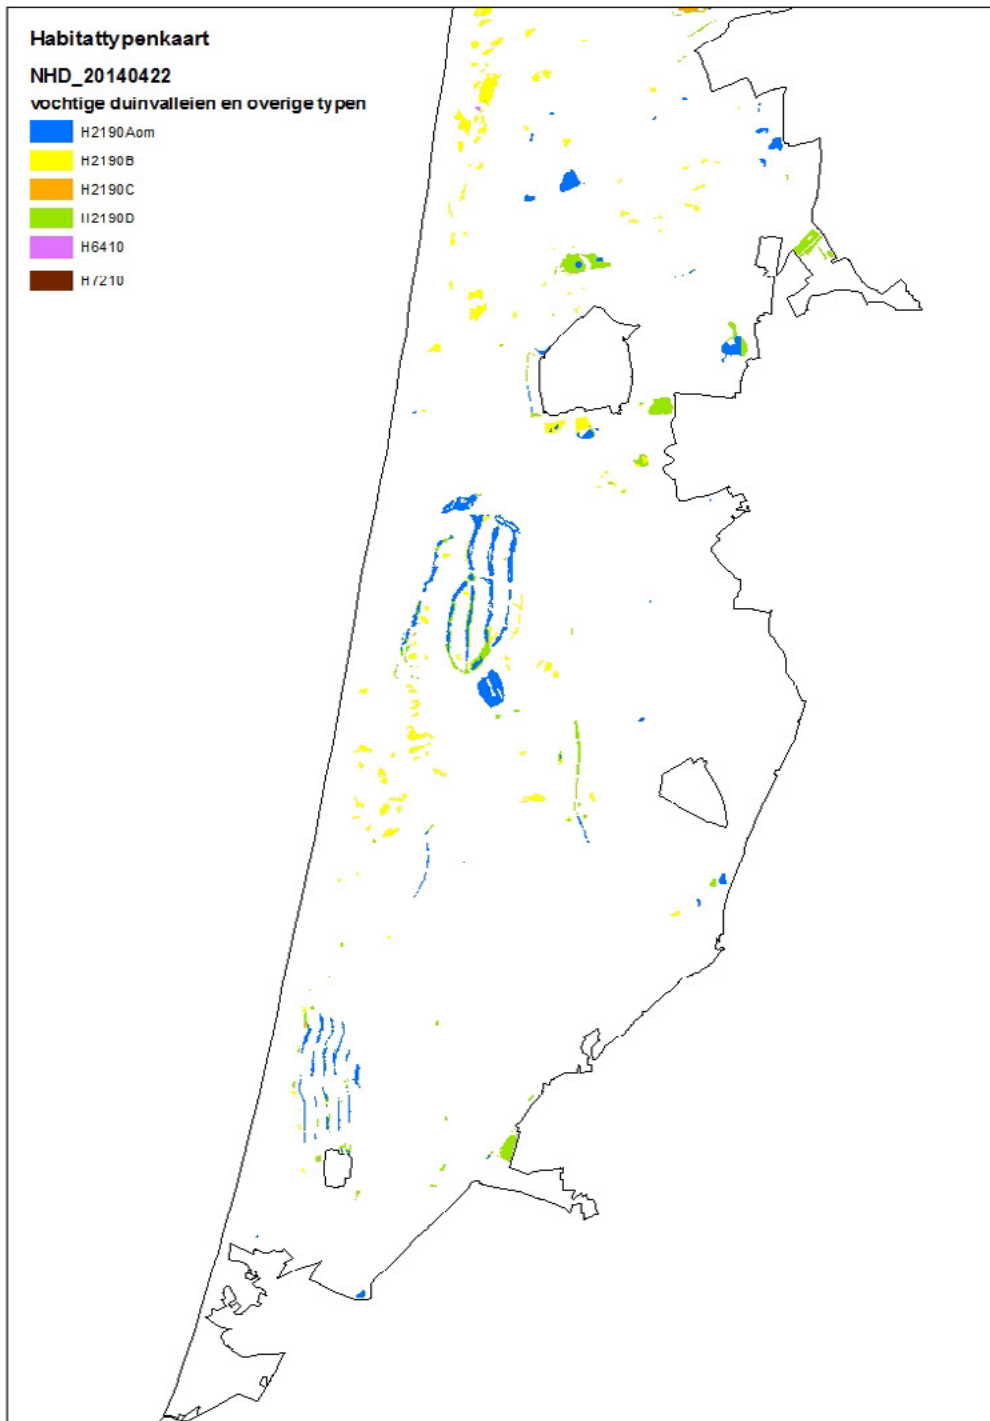 Habitattypenkaart
NHD_20140422
vochtige duinvalleien en overige typen
H2190Aom
H2190B
H2190C
H2190D
H6410
H7210